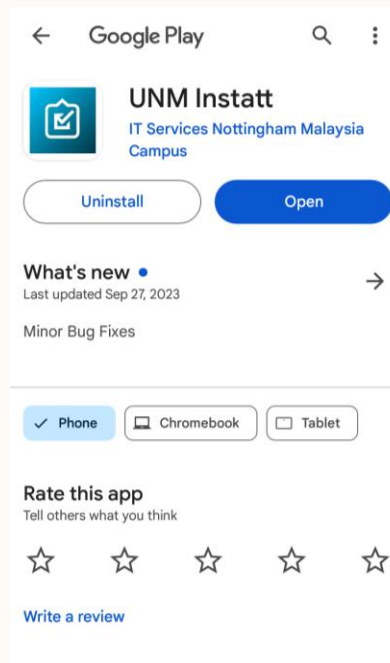 Google Play
UNM Instatt
IT Services Nottingham Malaysia
Campus
Uninstall
Open
What's new
Last updated Sep 27, 2023
Minor Bug Fixes
Phone
Chromebook
Tablet
Rate this app
Tell others what you think
Write a review